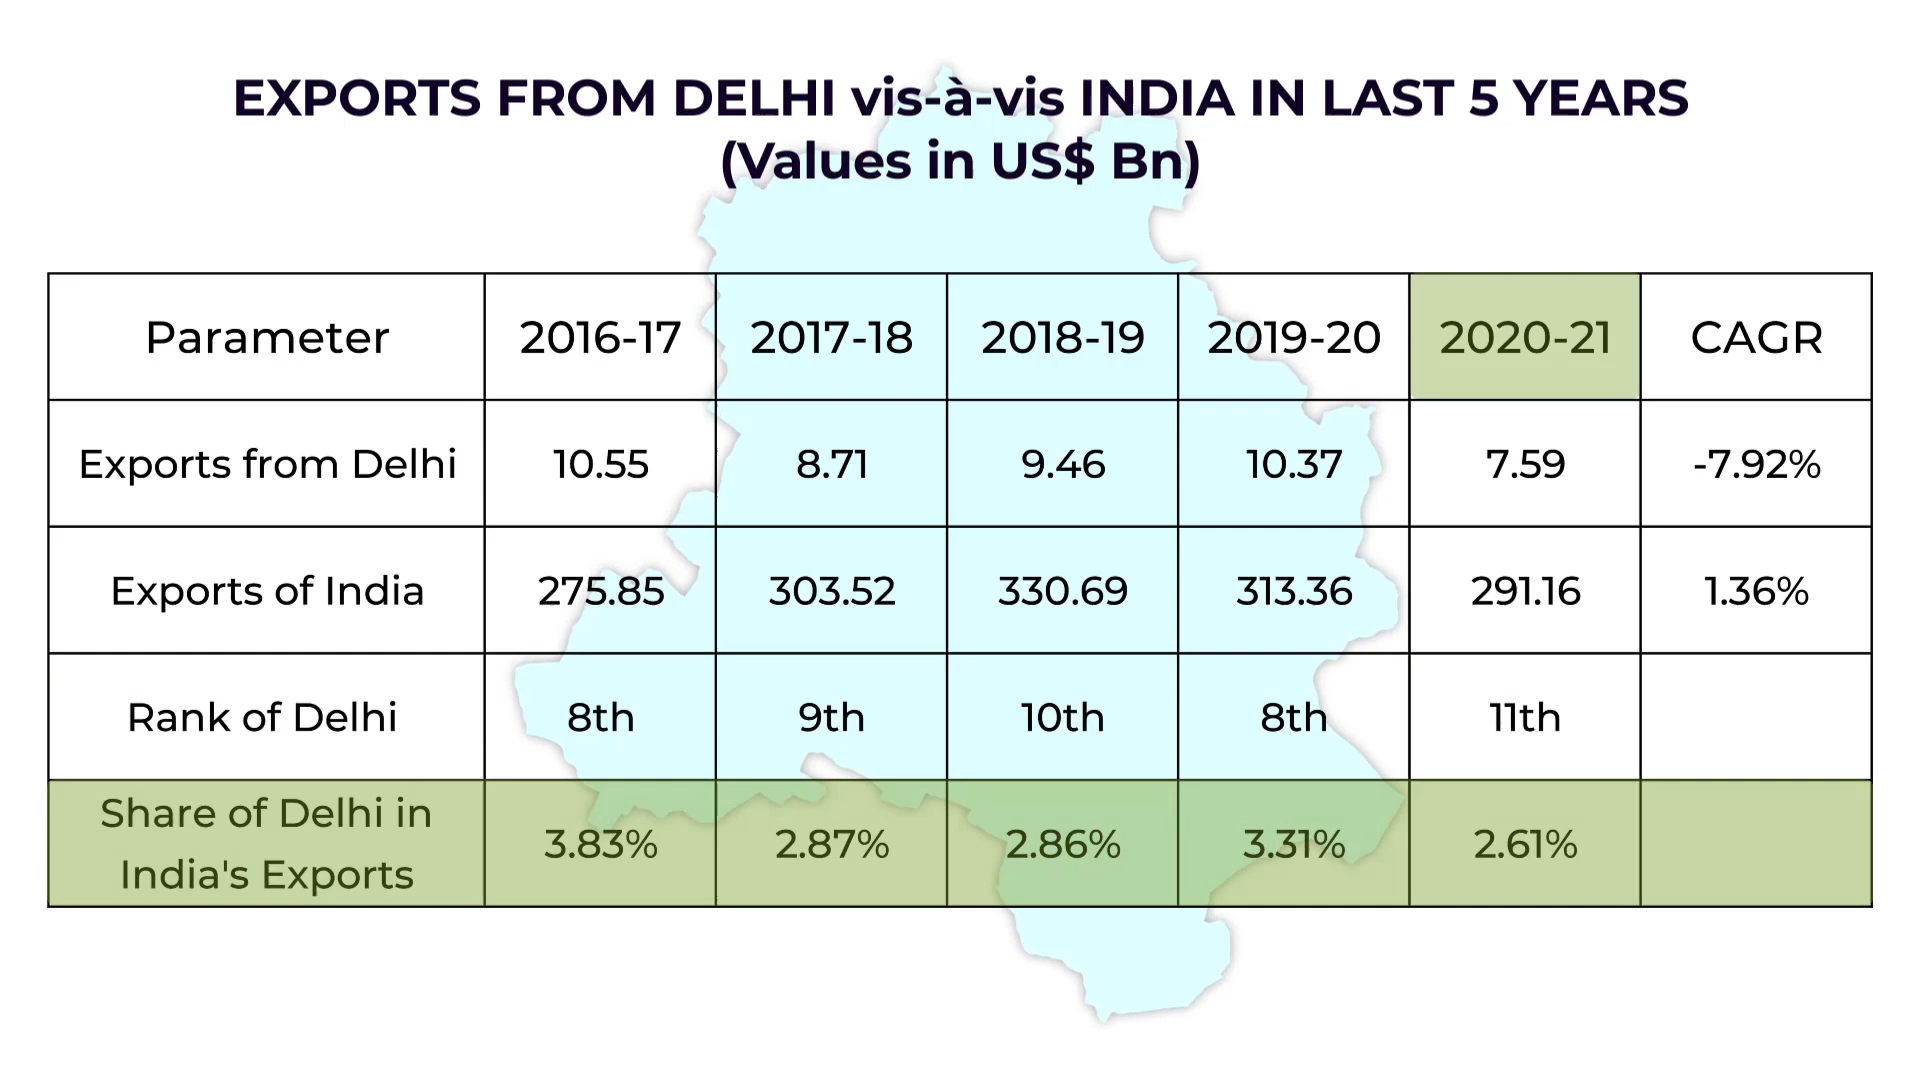 EXPORTS FROM DELHI vis-à-vis INDIA IN LAST 5 YEARS
(Values in US$ Bn)
Parameter 2016-17 2017-18 2018-19 2019-20 2020-21 CAGR
Exports from Delhi 10.55 8.71 9.46 10.37 7.59 -7.92%
Exports of India 275.85 303.52 330.69 313.36 291.16 1.36%
Rank of Delhi 8th 9th 10th 8th 11th
Share of Delhi in
India's Exports 3.83% 2.87% 2.86% 3.31% 2.61%